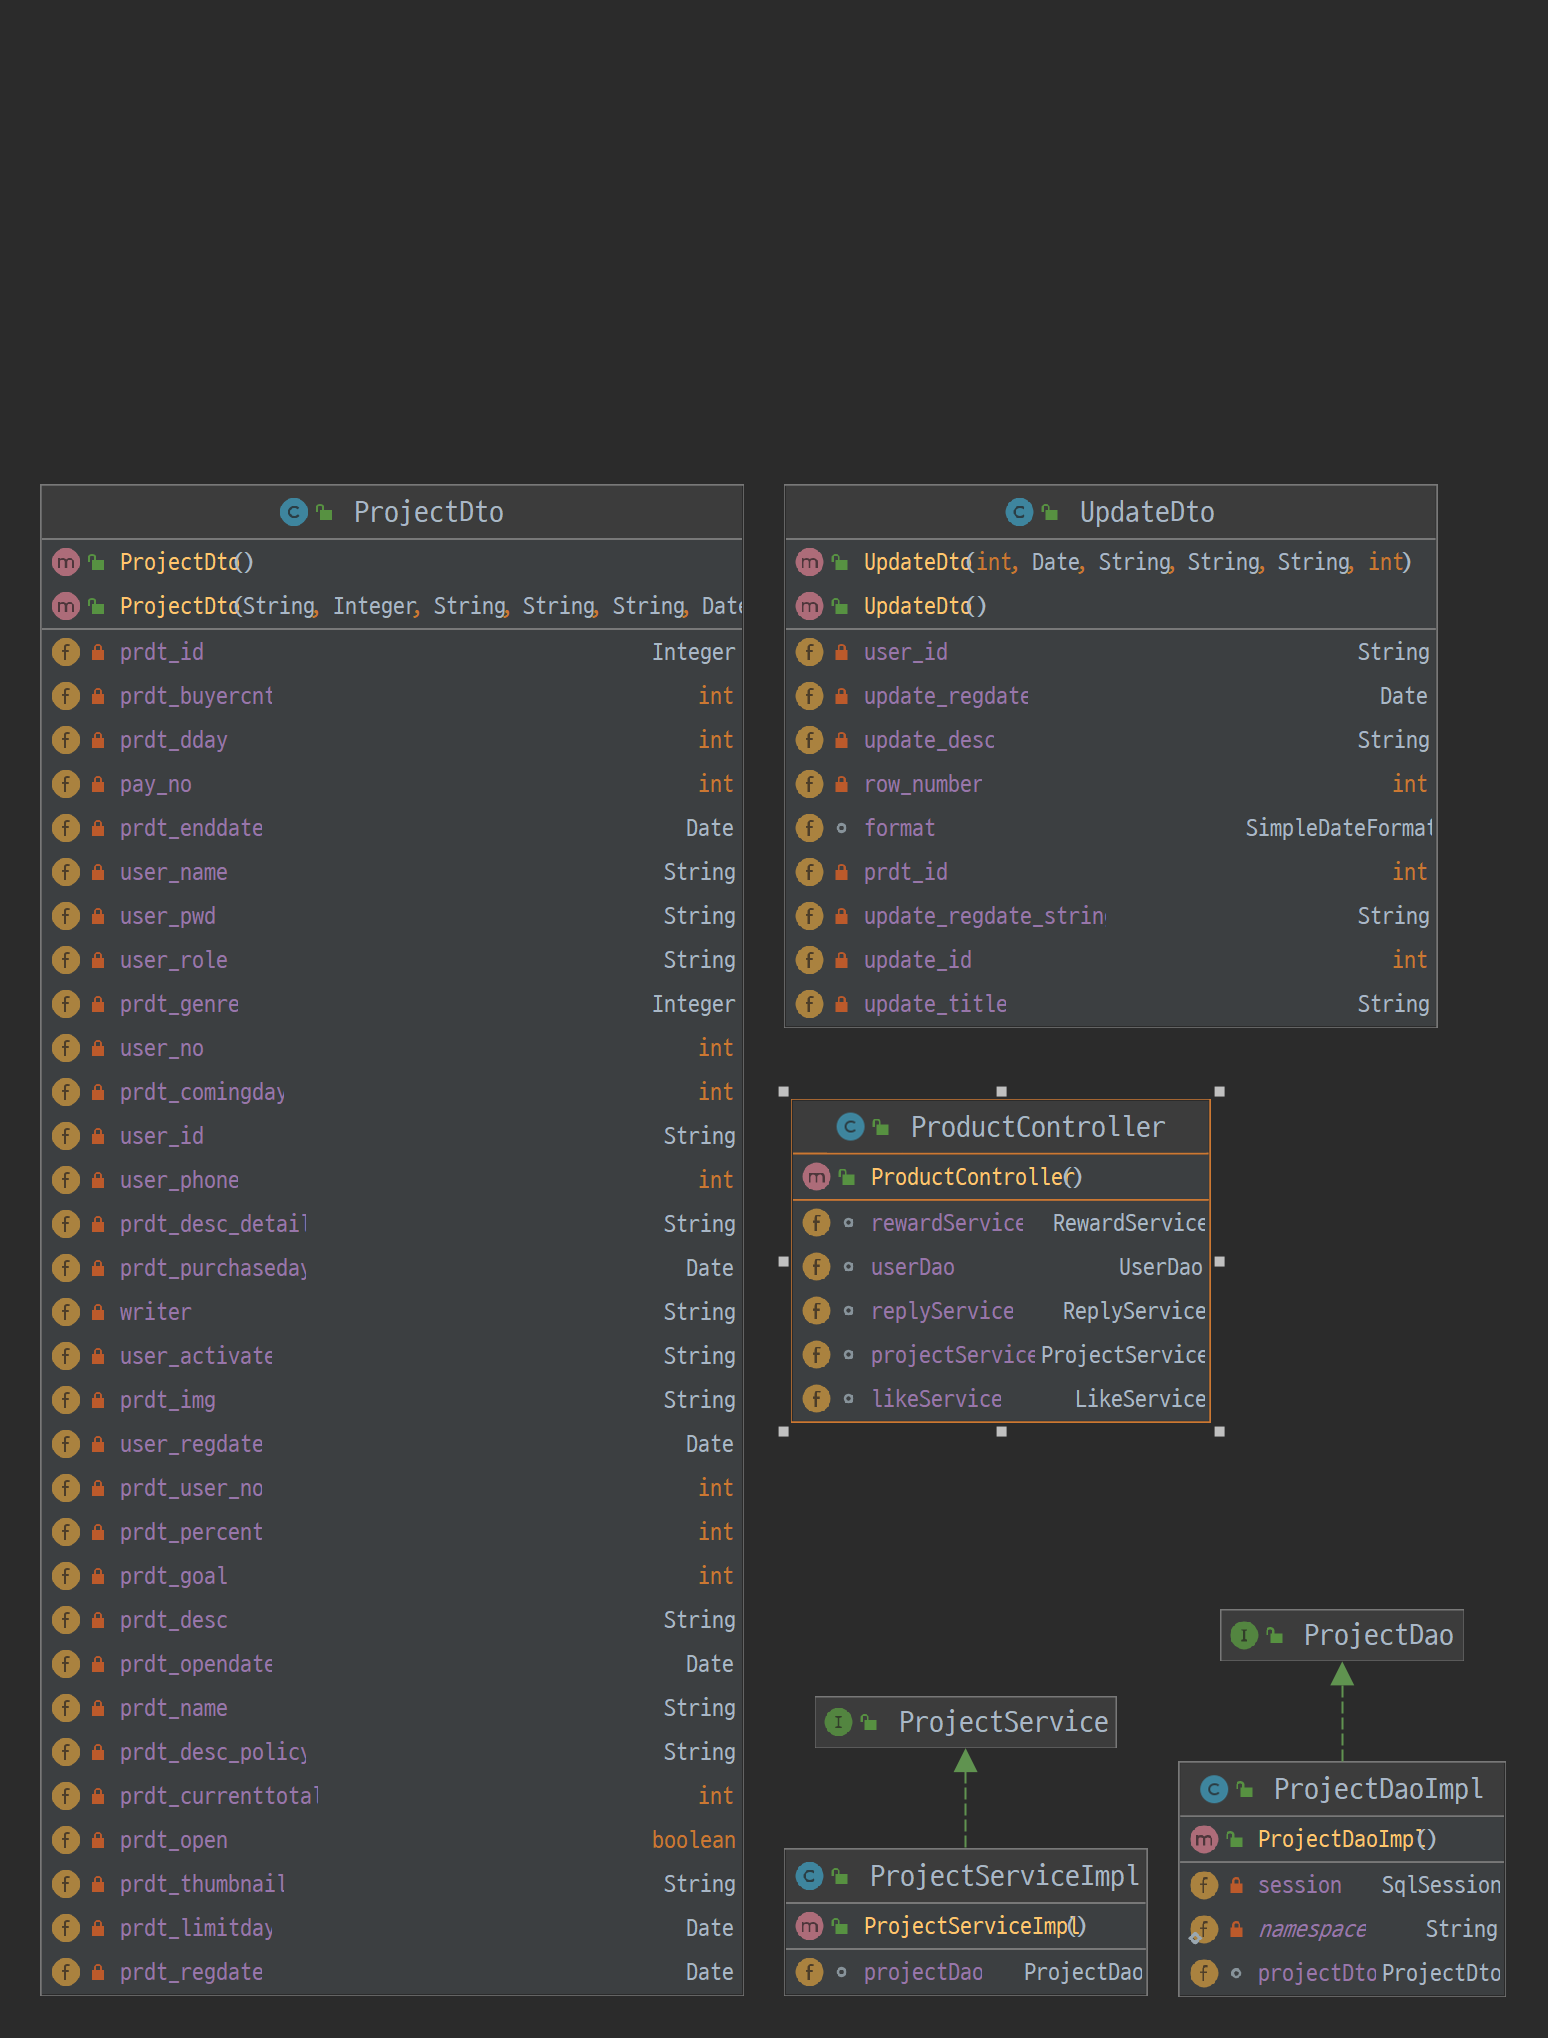 ProjectDto
ProjectDto()
ProjectDto(String, Integer, String, String, String, Date
prdt_id Integer
prdt_buyercnt int
prdt_dday int
pay_no int
prdt_enddate Date
user_name String
user_pwd String
user_role String
prdt_genre Integer
user_no int
prdt_comingday int
user_id String
user_phone int
prdt_desc_detail String
prdt_purchaseday Date
writer String
user_activate String
prdt_img String
user_regdate Date
prdt_user_no int
prdt_percent int
prdt_goal int
prdt_desc String
prdt_opendate Date
prdt_name String
prdt_desc_policy String
prdt_currenttotal int
prdt_open boolean
prdt_thumbnail String
prdt_limitday Date
prdt_regdate Date
UpdateDto
UpdateDto(int, Date, String, String, String, int)
UpdateDto()
user_id String
update_regdate Date
update_desc String
row_number int
format SimpleDateFormat
prdt_id int
update_regdate_string String
update_id int
update_title String
ProductController
ProductController()
rewardService RewardService
userDao UserDao
replyService ReplyService
projectService ProjectService
likeService LikeService
ProjectService
ProjectServiceImpl
ProjectServiceImpl()
projectDao ProjectDao
ProjectDao
ProjectDaoImpl
ProjectDaoImpl()
session SqlSession
namespace String
projectDto ProjectDto